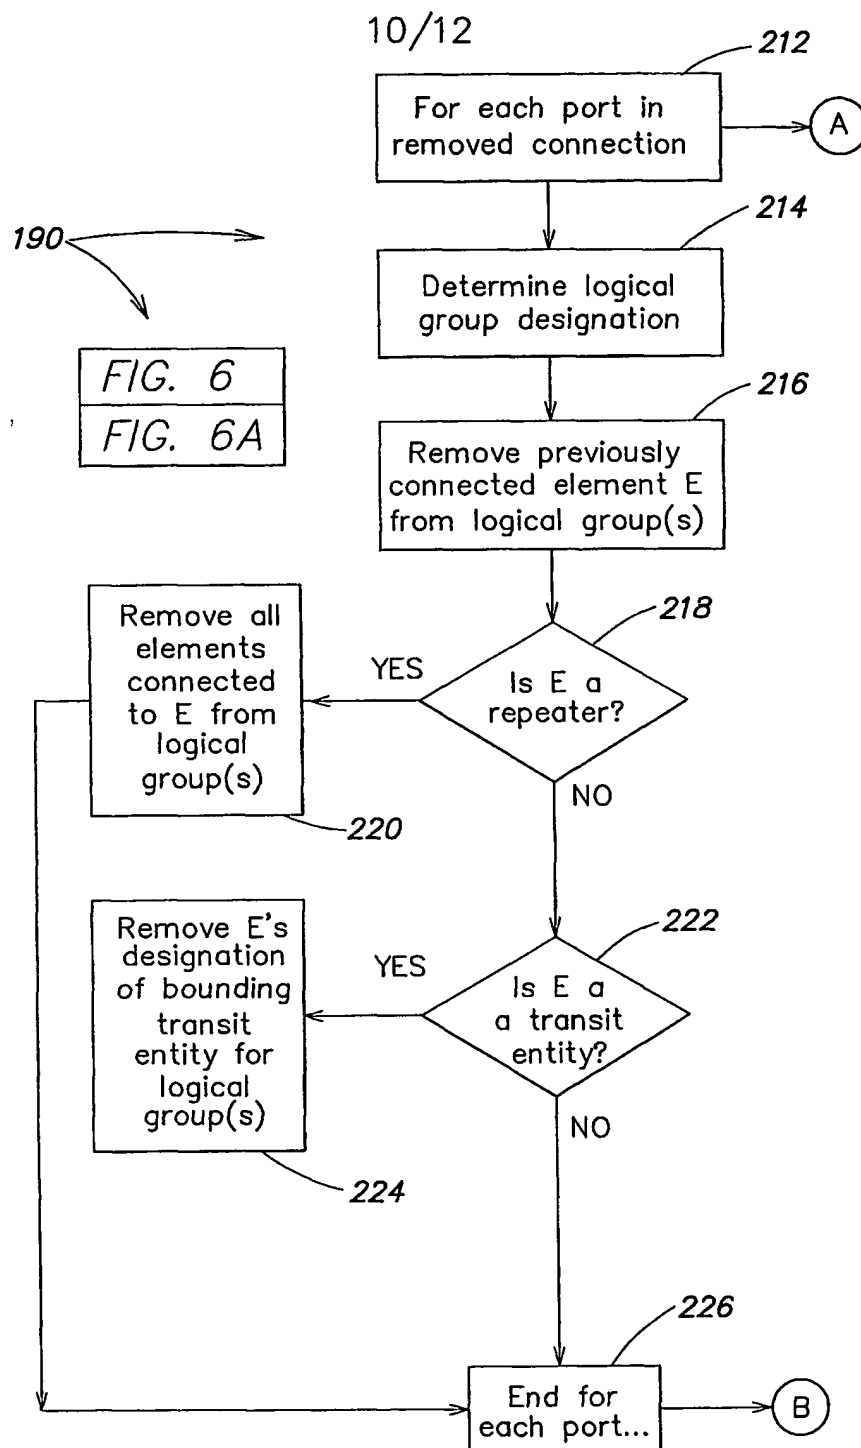 10/12
212
For each port in
removed connection
A
214
190
Determine logical
group designation
FIG. 6
FIG. 6A
216
Remove previously
connected element E
from logical group(s)
218
Remove all
elements
connected
to E from
logical
group(s)
YES
Is E a
repeater?
220
NO
222
Remove E's
designation
of bounding
transit
entity for
logical
group(s)
YES
Is E a
a transit
entity?
224
NO
226
End for
each port...
B